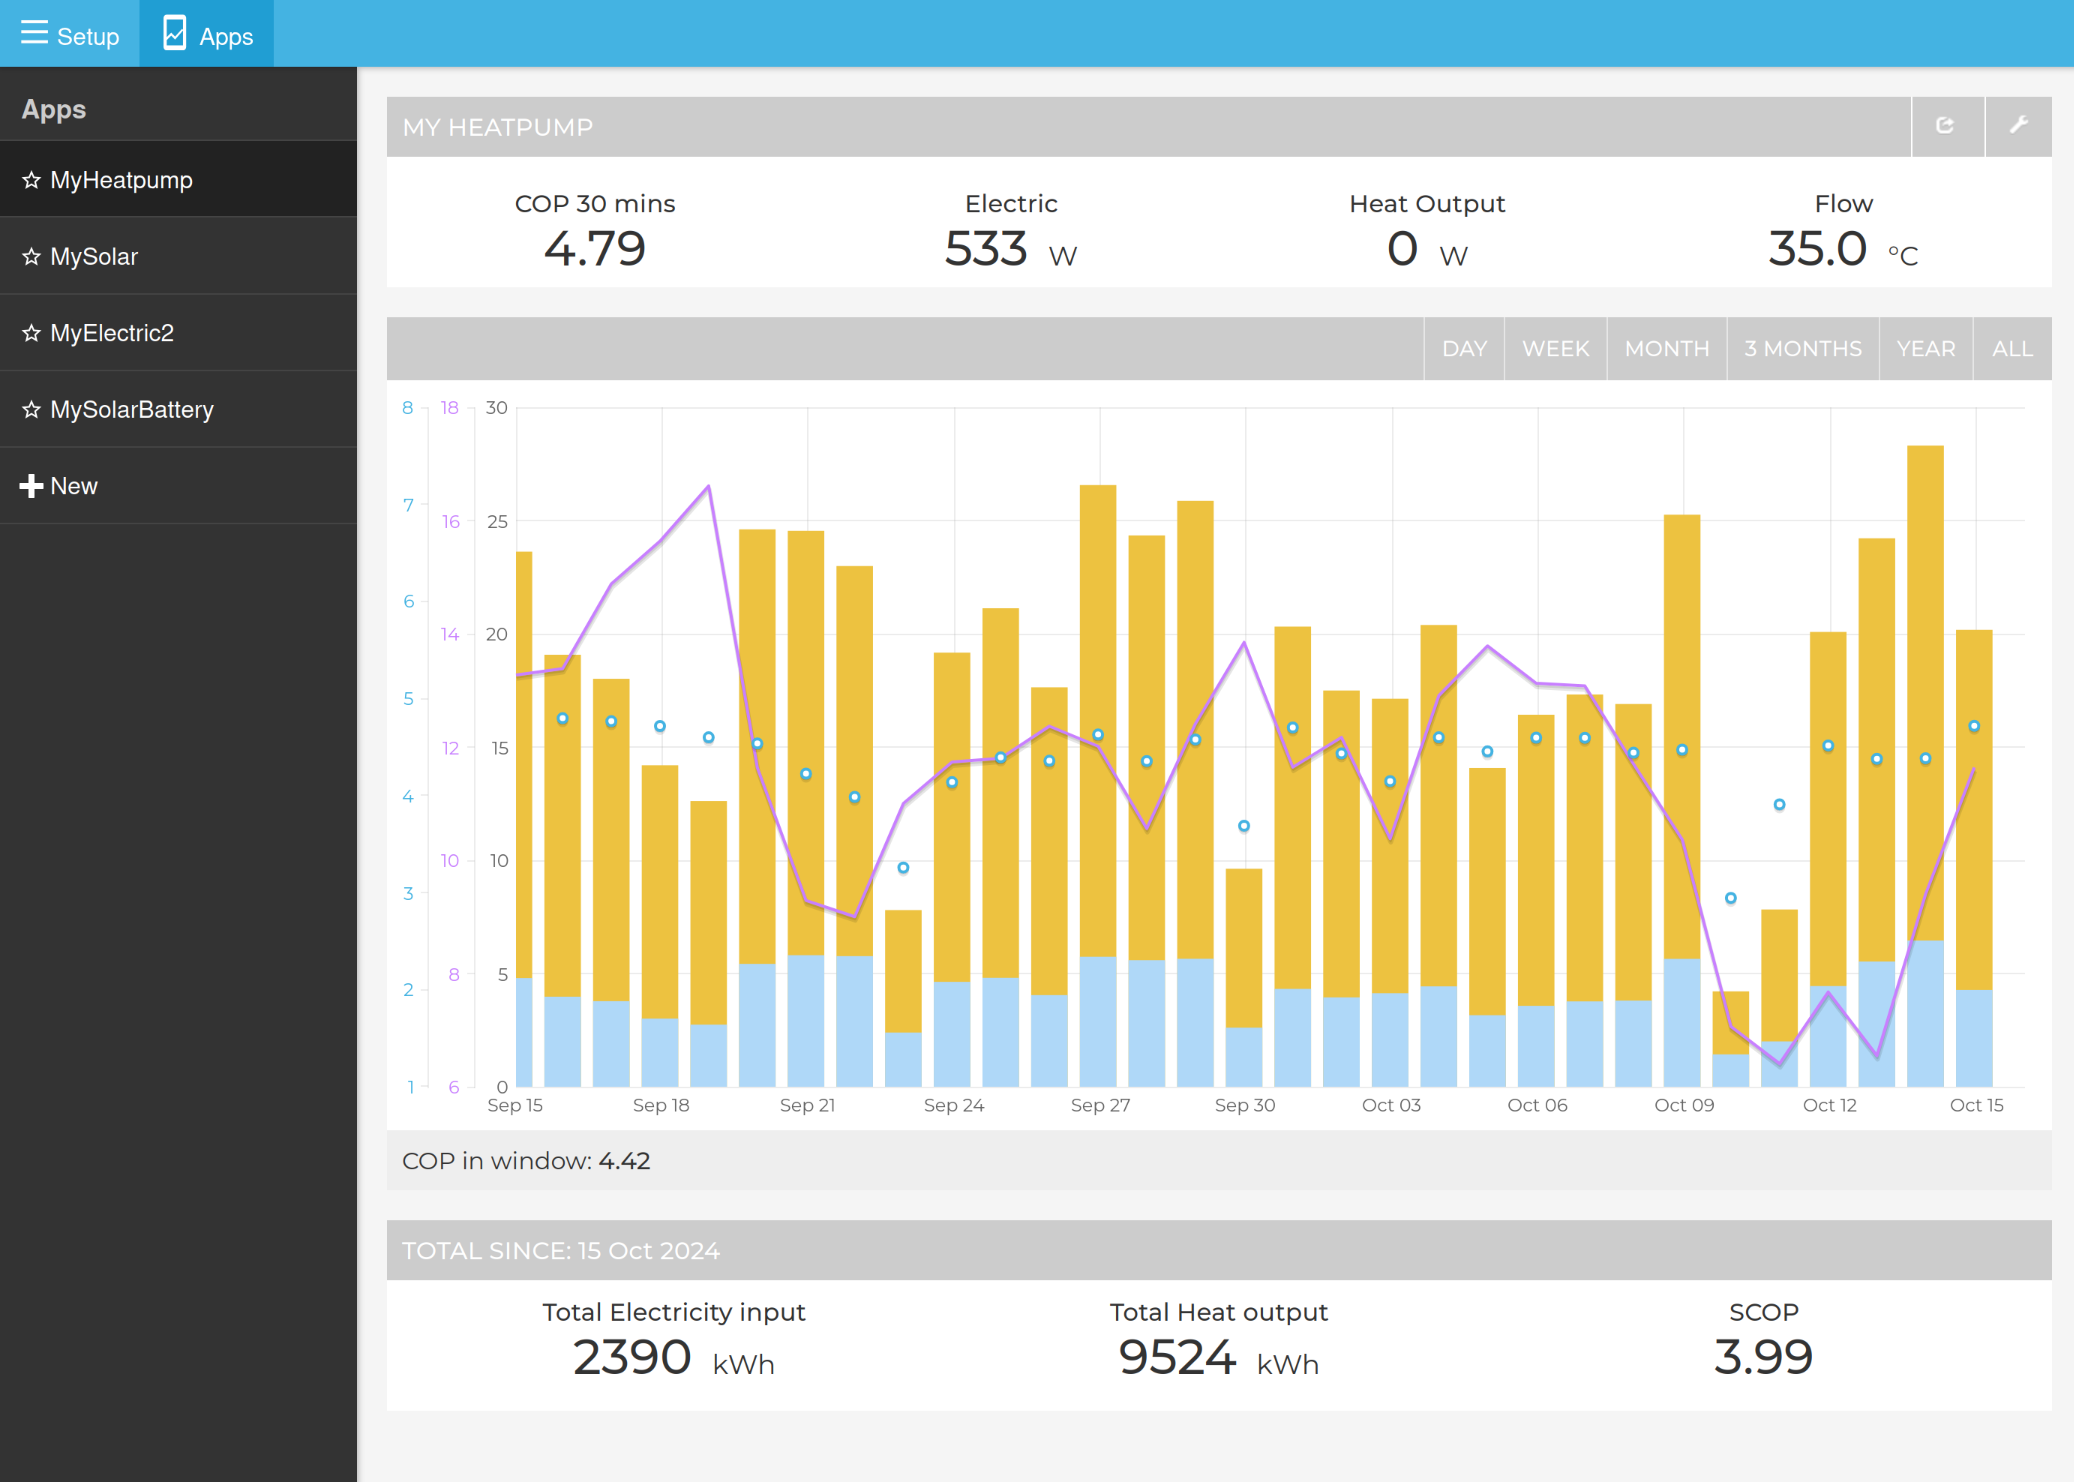 Setup Apps
Apps
MyHeatpump
MySolar
MyElectric2
MySolarBattery
New
MY HEATPUMP
COP 30 mins Electric Heat Output Flow
4.79 533 W 0 W 35.0 °C
DAY WEEK MONTH 3 MONTHS YEAR ALL
8 18 30
7 16 25
6 14 20
5 12 15
4 10 10
3 8 5
2 6 0
1
Sep 15 Sep 18 Sep 21 Sep 24 Sep 27 Sep 30 Oct 03 Oct 06 Oct 09 Oct 12 Oct 15
COP in window: 4.42
TOTAL SINCE: 15 Oct 2024
Total Electricity input Total Heat output SCOP
2390 kWh 9524 kWh 3.99